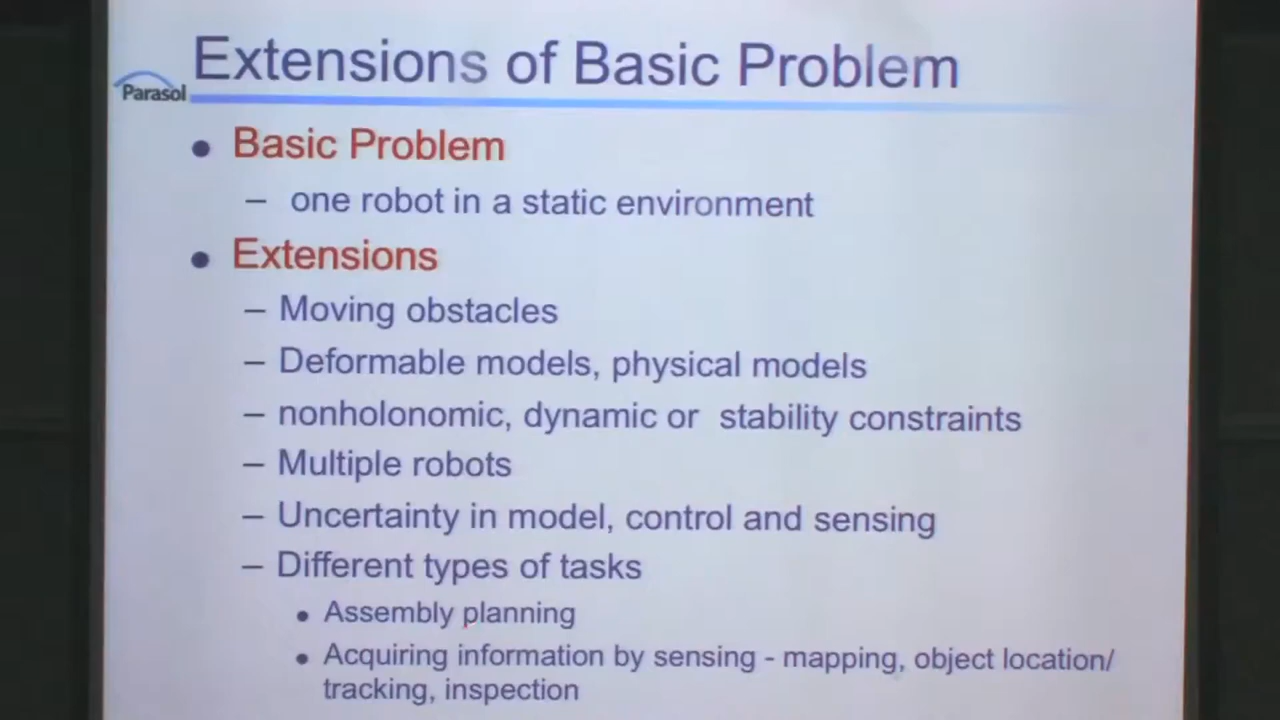 Extensions of Basic Problem
Parasol
• Basic Problem
– one robot in a static environment
• Extensions
– Moving obstacles
– Deformable models, physical models
– nonholonomic, dynamic or stability constraints
– Multiple robots
– Uncertainty in model, control and sensing
– Different types of tasks
• Assembly planning
• Acquiring information by sensing - mapping, object location/
tracking, inspection